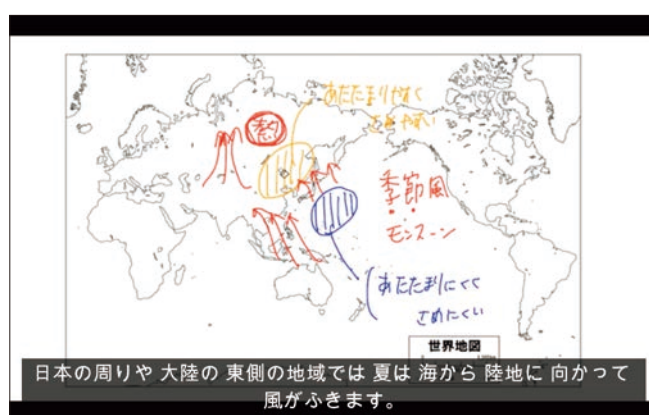 あたたまりやすく
さめやすい
熱
季節風
モンスーン
あたたまりにくく
さめにくい
世界地図
日本の周りや 大陸の 東側の地域では 夏は 海から 陸地に 向かって
風がふきます。